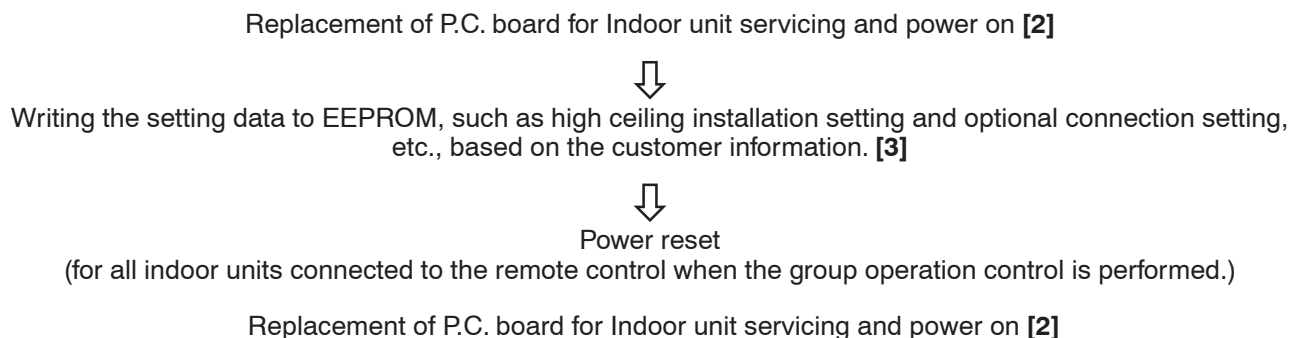 Replacement of P.C. board for Indoor unit servicing and power on [2]
Writing the setting data to EEPROM, such as high ceiling installation setting and optional connection setting,
etc., based on the customer information. [3]
Power reset
(for all indoor units connected to the remote control when the group operation control is performed.)
Replacement of P.C. board for Indoor unit servicing and power on [2]